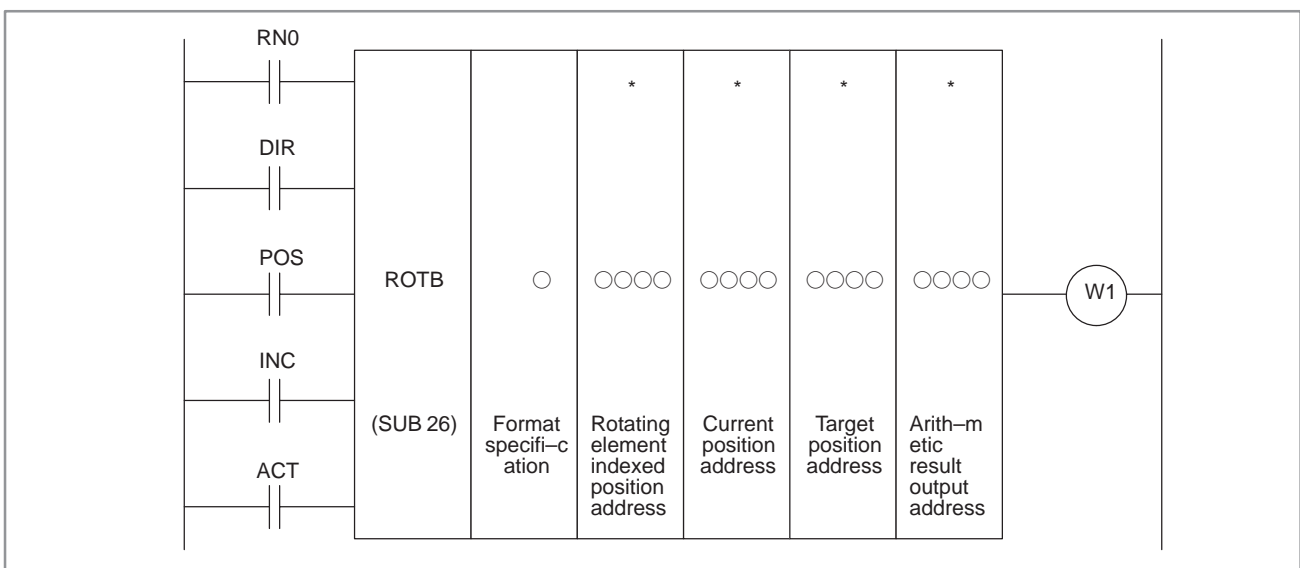 RN0
* * * *
DIR
POS
ROTB ○ ○○○○ ○○○○ ○○○○ ○○○○
W1
INC
(SUB 26)
Format
specifi–c
ation
Rotating
element
indexed
position
address
Current
position
address
Target
position
address
Arith–m
etic
result
output
address
ACT